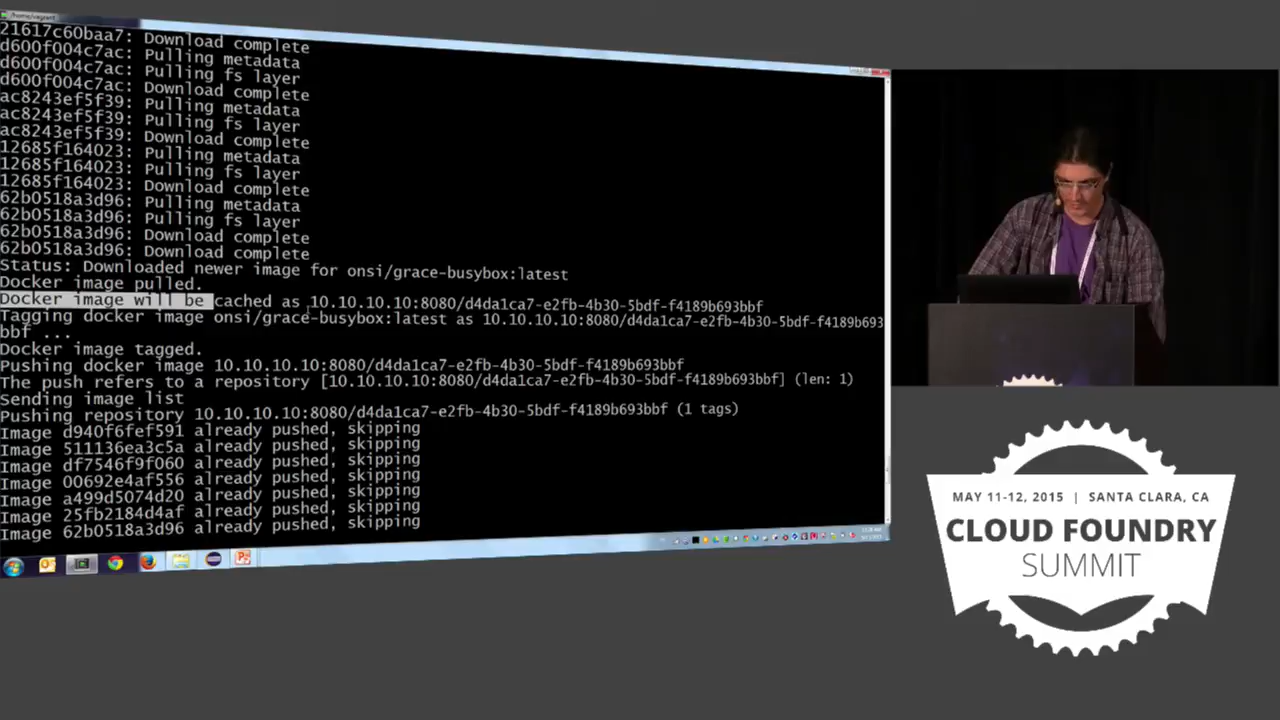 /home/vagrant
21617c60baa7: Download complete
d600f004c7ac: Pulling metadata
d600f004c7ac: Pulling fs layer
d600f004c7ac: Download complete
ac8243ef5f39: Pulling metadata
ac8243ef5f39: Pulling fs layer
ac8243ef5f39: Download complete
12685f164023: Pulling metadata
12685f164023: Pulling fs layer
12685f164023: Download complete
62b0518a3d96: Pulling metadata
62b0518a3d96: Pulling fs layer
62b0518a3d96: Download complete
62b0518a3d96: Download complete
Status: Downloaded newer image for onsi/grace-busybox:latest
Docker image pulled.
Docker image will be cached as 10.10.10.10:8080/d4da1ca7-e2fb-4b30-5bdf-f4189b693bbf
Tagging docker image onsi/grace-busybox:latest as 10.10.10.10:8080/d4da1ca7-e2fb-4b30-5bdf-f4189b693
bbf ...
Docker image tagged.
Pushing docker image 10.10.10.10:8080/d4da1ca7-e2fb-4b30-5bdf-f4189b693bbf
The push refers to a repository [10.10.10.10:8080/d4da1ca7-e2fb-4b30-5bdf-f4189b693bbf] (len: 1)
Sending image list
Pushing repository 10.10.10.10:8080/d4da1ca7-e2fb-4b30-5bdf-f4189b693bbf (1 tags)
Image d940f6fef591 already pushed, skipping
Image 511136ea3c5a already pushed, skipping
Image df7546f9f060 already pushed, skipping
Image 00692e4af452 already pushed, skipping
Image a499d5074d20 already pushed, skipping
Image 25fb2184d4af already pushed, skipping
Image 62b0518a3d96 already pushed, skipping
MAY 11-12, 2015 | SANTA CLARA, CA
CLOUD FOUNDRY
SUMMIT